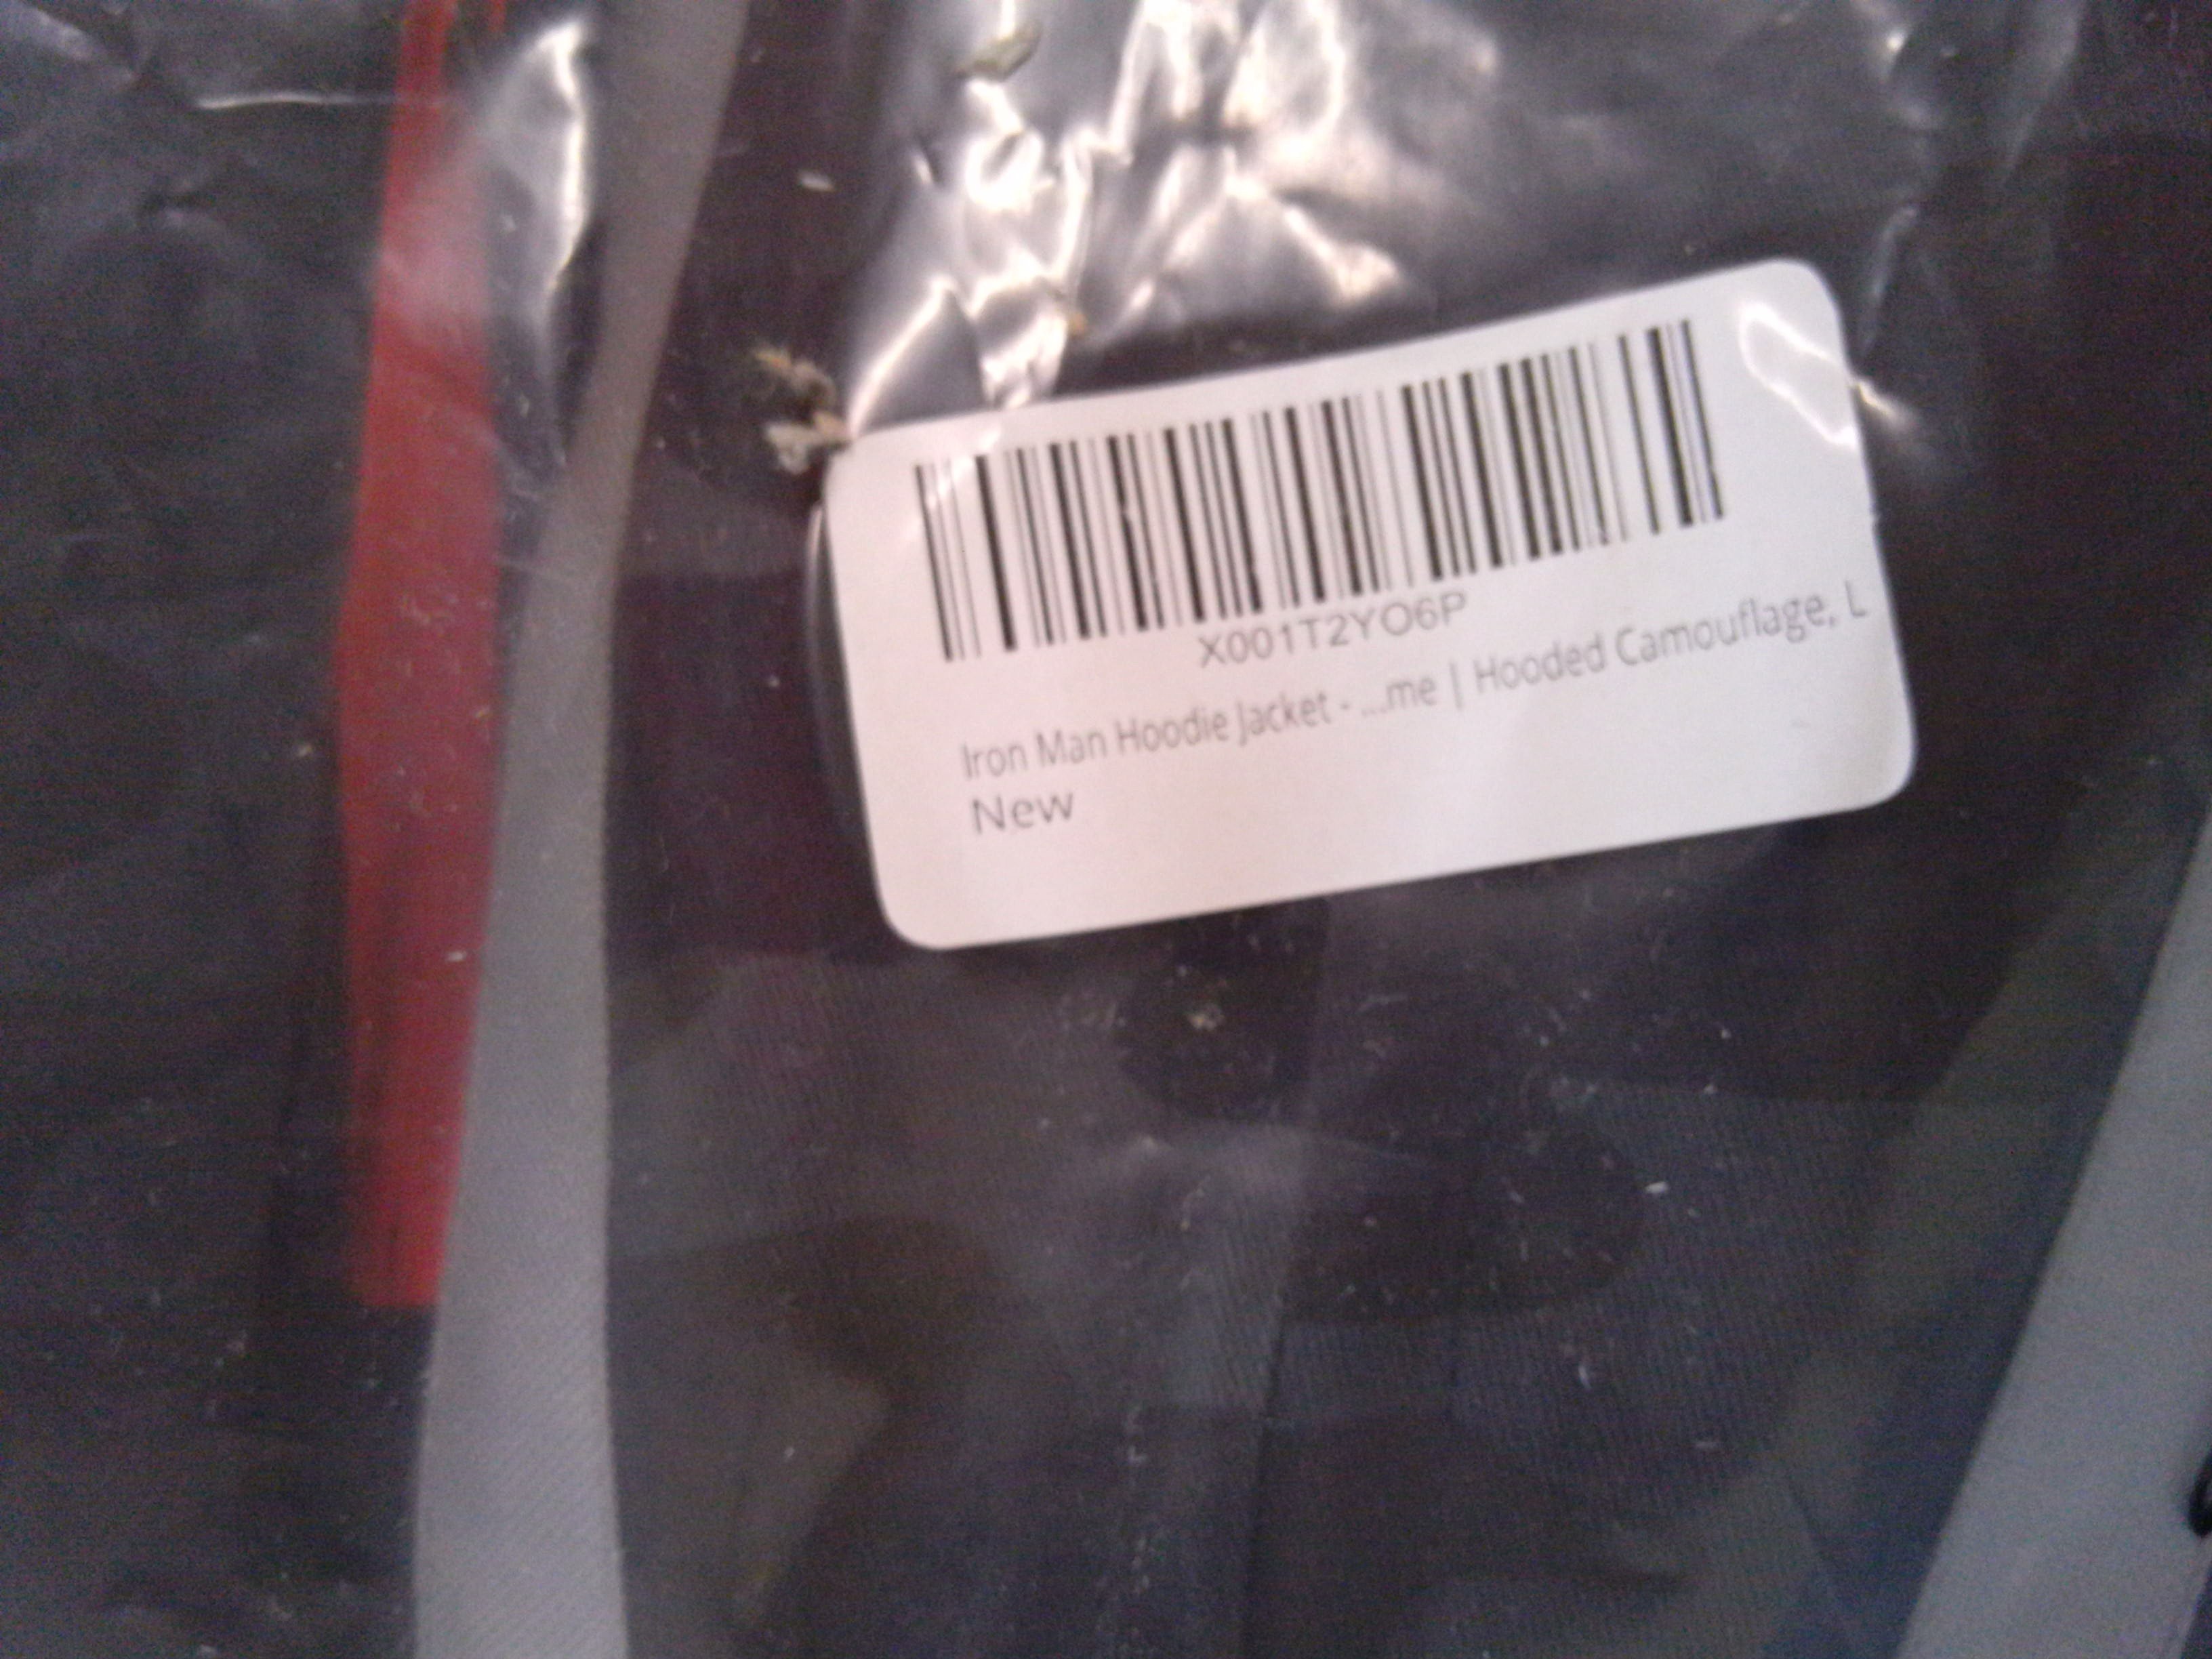 X001T2YO6P
Iron Man Hoodie Jacket - ...me | Hooded Camouflage, L
New